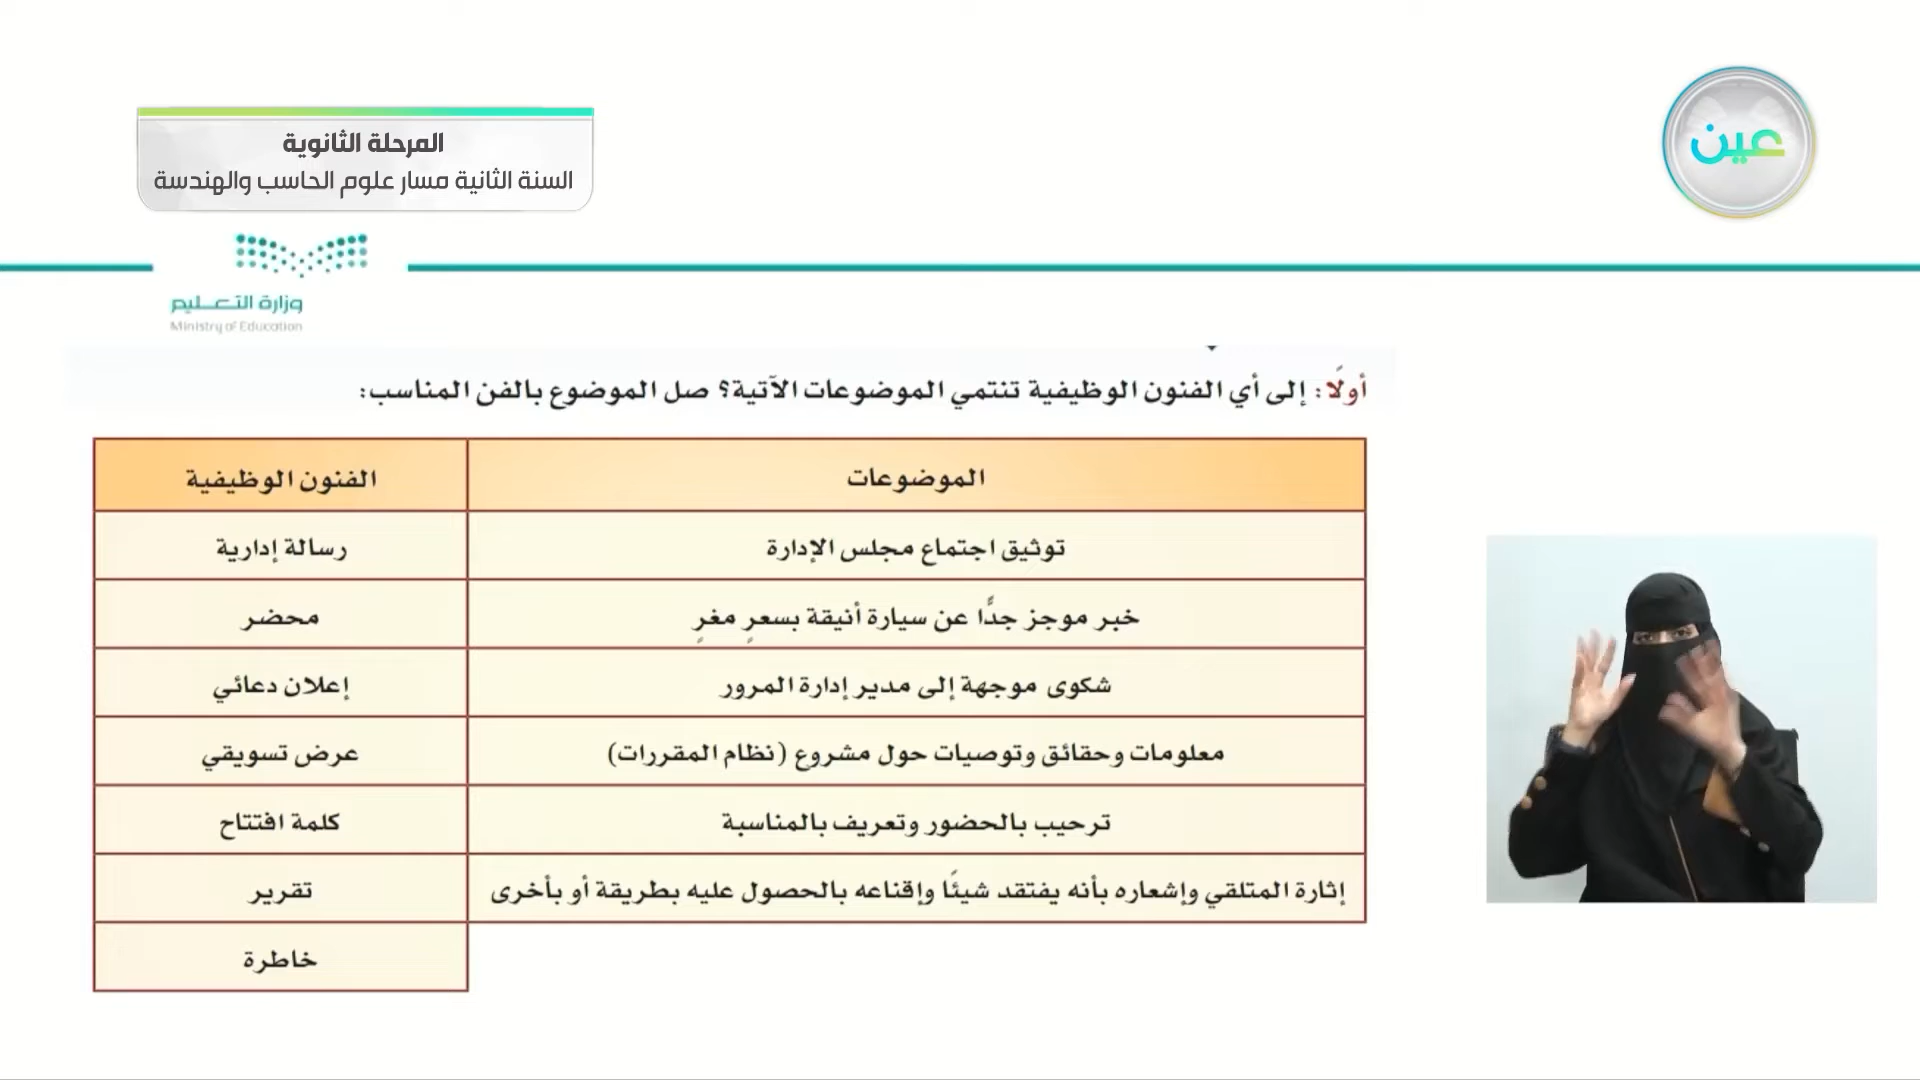 عين
المرحلة الثانوية
السنة الثانية مسار علوم الحاسب والهندسة
وزارة التعليم
Ministry of Education
أولًا: إلى أي الفنون الوظيفية تنتمي الموضوعات الآتية؟ صل الموضوع بالفن المناسب:
الموضوعات
الفنون الوظيفية
توثيق اجتماع مجلس الإدارة
رسالة إدارية
خبر موجز جدًّا عن سيارة أنيقة بسعرٍ مغرٍ
محضر
شكوى موجهة إلى مدير إدارة المرور
إعلان دعائي
معلومات وحقائق وتوصيات حول مشروع (نظام المقررات)
عرض تسويقي
ترحيب بالحضور وتعريف بالمناسبة
كلمة افتتاح
إثارة المتلقي وإشعاره بأنه يفتقد شيئًا وإقناعه بالحصول عليه بطريقة أو بأخرى
تقرير
خاطرة